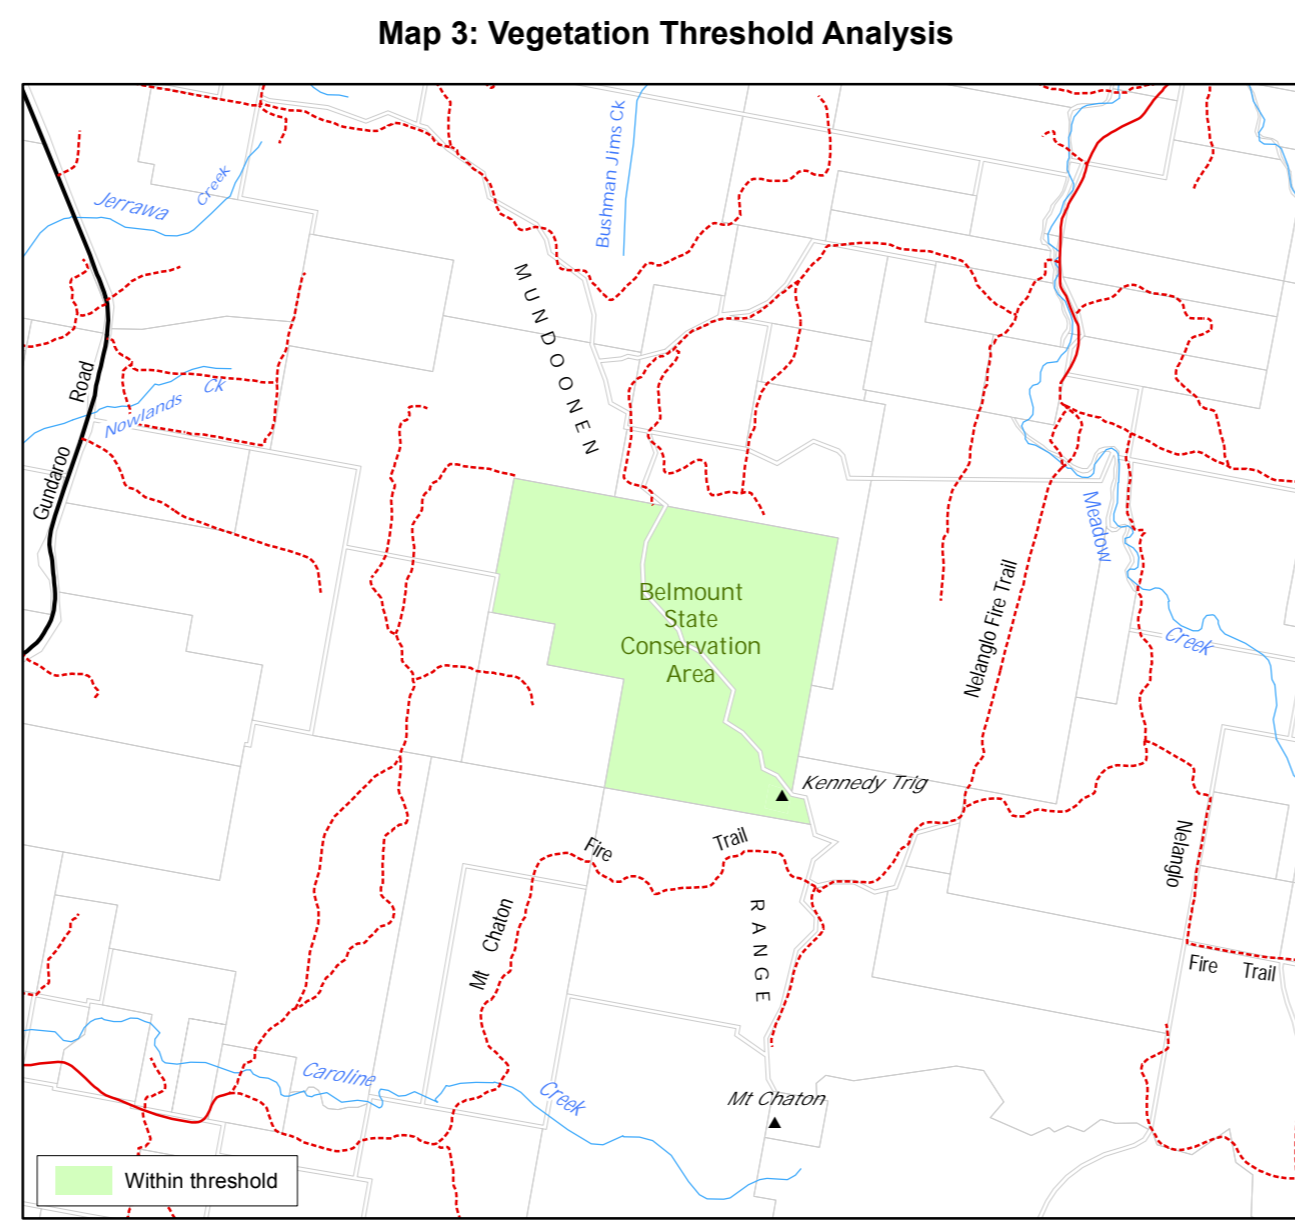 Map 3: Vegetation Threshold Analysis
Bushman Jims Ck
Jerrawa Creek
MUNDOONEN
Gundaroo Road
Nowlands Ck
Meadow Creek
Belmount
State
Conservation
Area
Nelanglo Fire Trail
Kennedy Trig
Fire Trail
Mt Chaton
Nelanglo
Fire Trail
RANGE
Caroline Creek
Mt Chaton
Within threshold